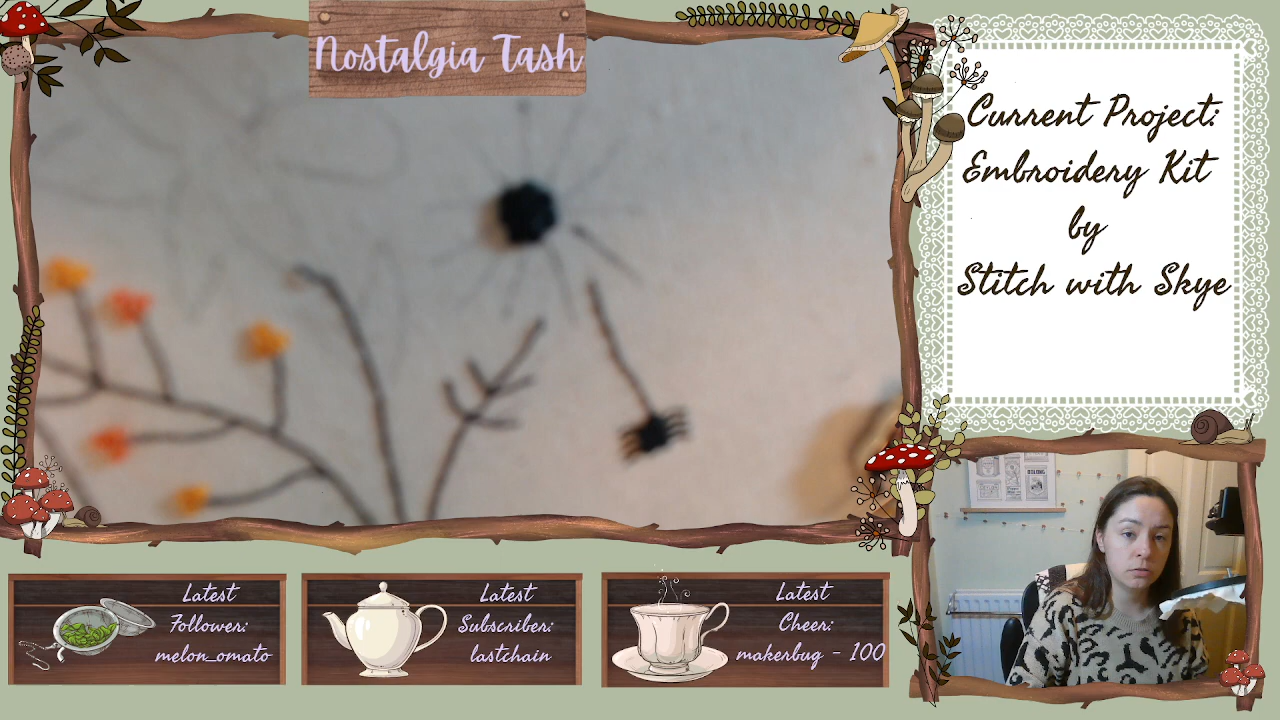 Nostalgia Tash
Current Project:
Embroidery Kit
by
Stitch with Skye
Latest
Follower:
melon_omato
Latest
Subscriber:
lastchain
Latest
Cheer:
makerbug - 100